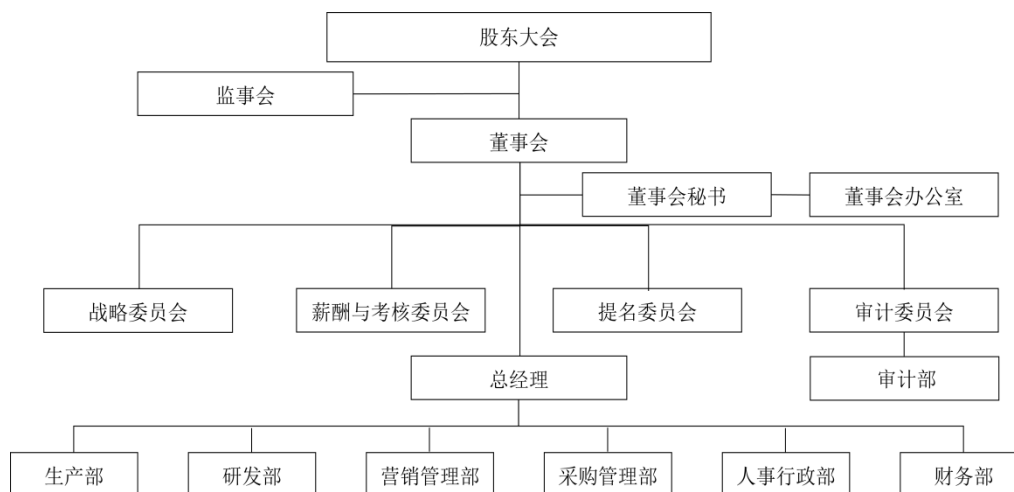 股东大会
监事会
董事会
董事会秘书
董事会办公室
战略委员会
薪酬与考核委员会
提名委员会
审计委员会
总经理
审计部
生产部
研发部
营销管理部
采购管理部
人事行政部
财务部